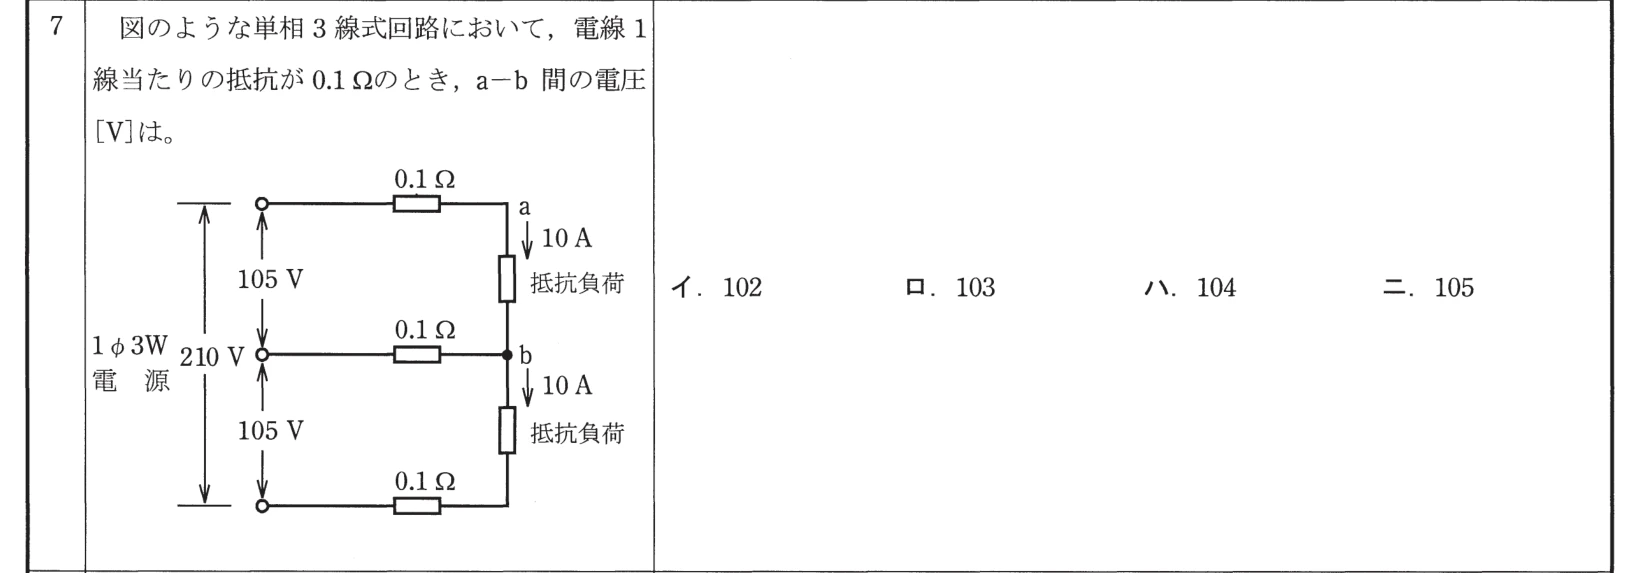 7
図のような単相3線式回路において，電線1
線当たりの抵抗が0.1 Ωのとき，a－b 間の電圧
[V]は。
0.1 Ω
a
10 A
105 V
抵抗負荷
0.1 Ω
1φ3W
210 V
b
電　源
10 A
105 V
抵抗負荷
0.1 Ω
イ．102　ロ．103　ハ．104　ニ．105